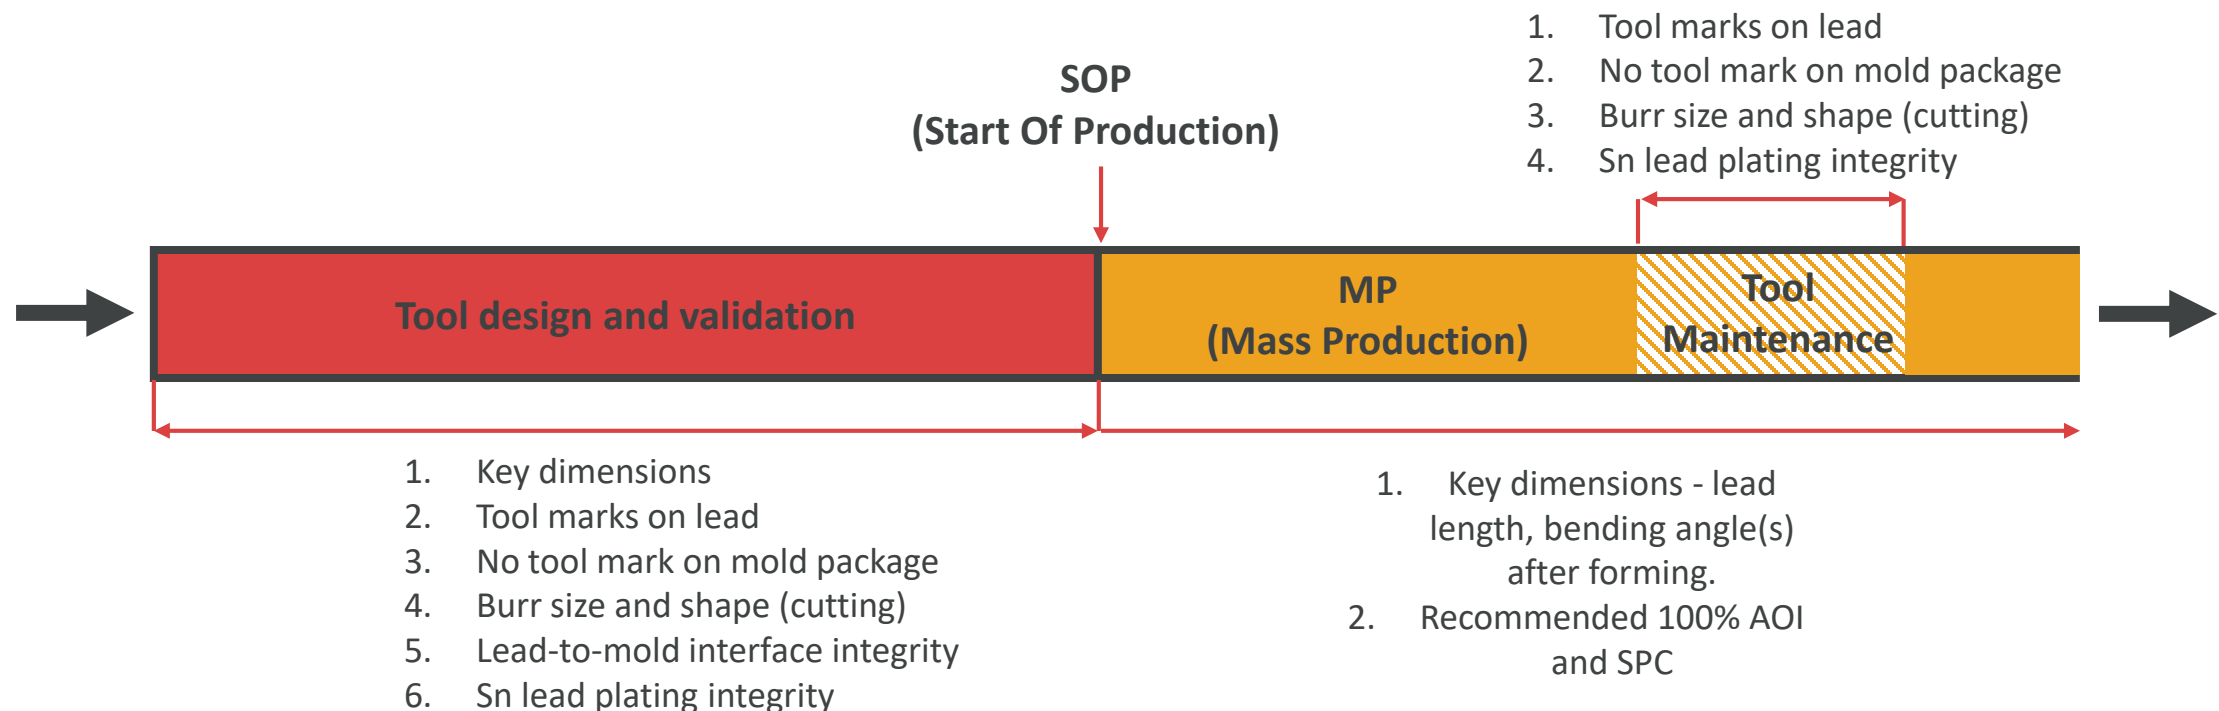 1. Tool marks on lead
2. No tool mark on mold package
3. Burr size and shape (cutting)
4. Sn lead plating integrity
SOP
(Start Of Production)
Tool design and validation
MP
(Mass Production)
Tool
Maintenance
1. Key dimensions
2. Tool marks on lead
3. No tool mark on mold package
4. Burr size and shape (cutting)
5. Lead-to-mold interface integrity
6. Sn lead plating integrity
1. Key dimensions - lead
length, bending angle(s)
after forming.
2. Recommended 100% AOI
and SPC